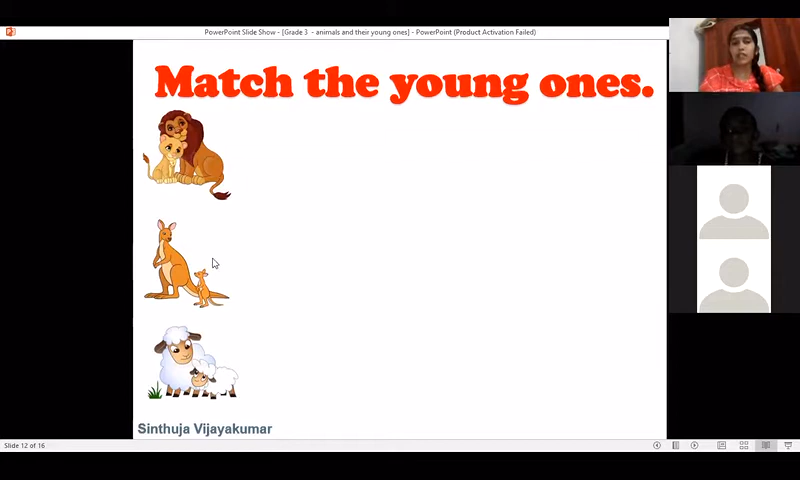 PowerPoint Slide Show - [Grade 3 - animals and their young ones] - PowerPoint (Product Activation Failed)
Match the young ones.
Sinthuja Vijayakumar
Slide 12 of 16